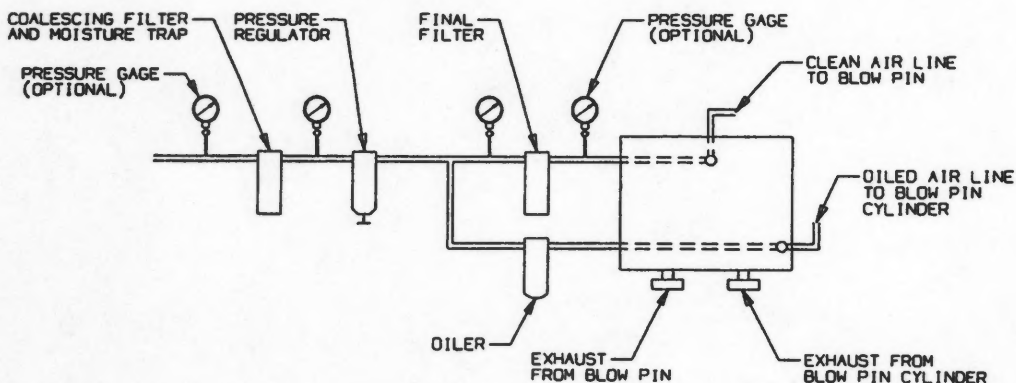 COALESCING FILTER
AND MOISTURE TRAP
PRESSURE
REGULATOR
FINAL
FILTER
PRESSURE GAGE
(OPTIONAL)
PRESSURE GAGE
(OPTIONAL)
CLEAN AIR LINE
TO BLOW PIN
OILED AIR LINE
TO BLOW PIN
CYLINDER
OILER
EXHAUST
FROM BLOW PIN
EXHAUST FROM
BLOW PIN CYLINDER